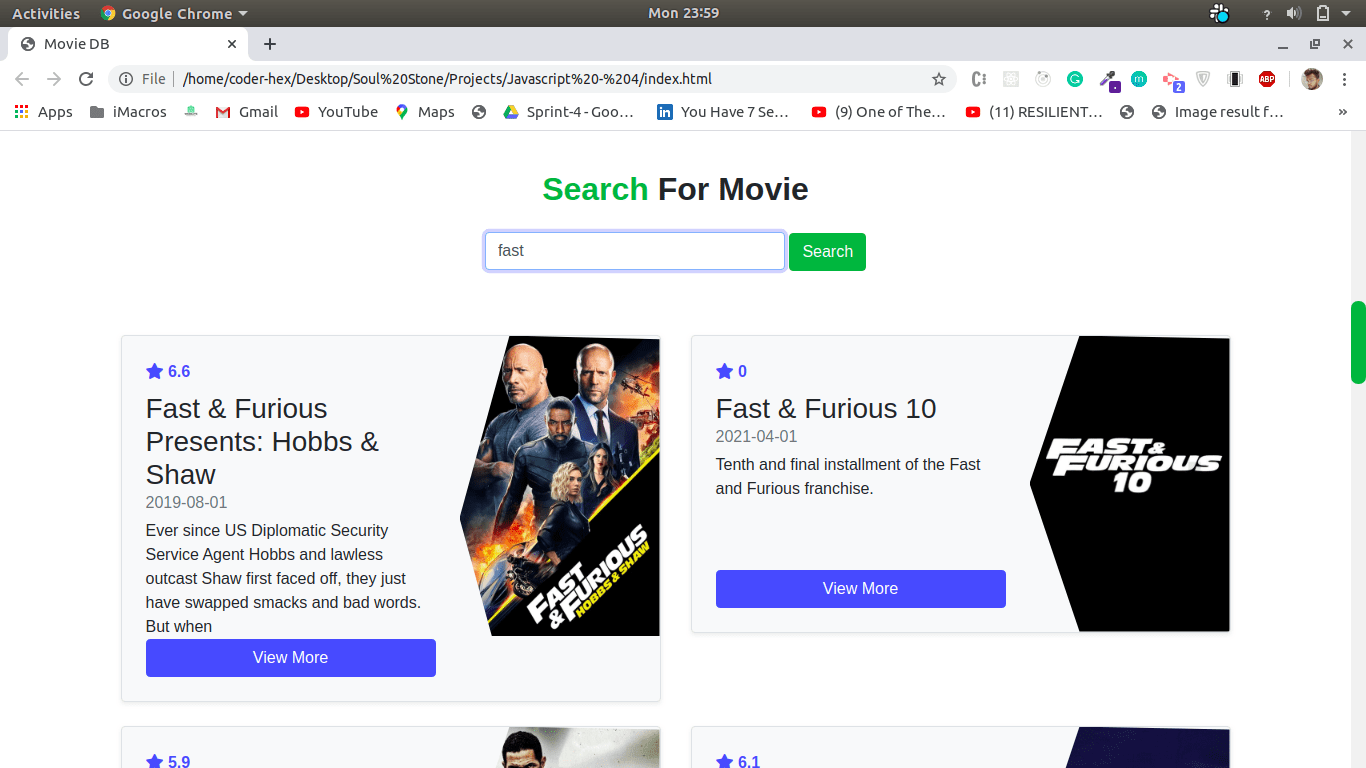 Activities Google Chrome Mon 23:59 ?
Movie DB
File /home/coder-hex/Desktop/Soul%20Stone/Projects/Javascript%20-%204/index.html 2 ABP
Apps iMacros Gmail YouTube Maps Sprint-4 - Goo… You Have 7 Se… (9) One of The… (11) RESILIENT… Image result f… »
Search For Movie
fast Search
6.6
Fast & Furious
Presents: Hobbs &
Shaw
2019-08-01
Ever since US Diplomatic Security
Service Agent Hobbs and lawless
outcast Shaw first faced off, they just
have swapped smacks and bad words.
But when
View More
FAST
& FURIOUS
HOBBS & SHAW
0
Fast & Furious 10
2021-04-01
Tenth and final installment of the Fast
and Furious franchise.
View More
FAST &
FURIOUS
10
5.9
6.1